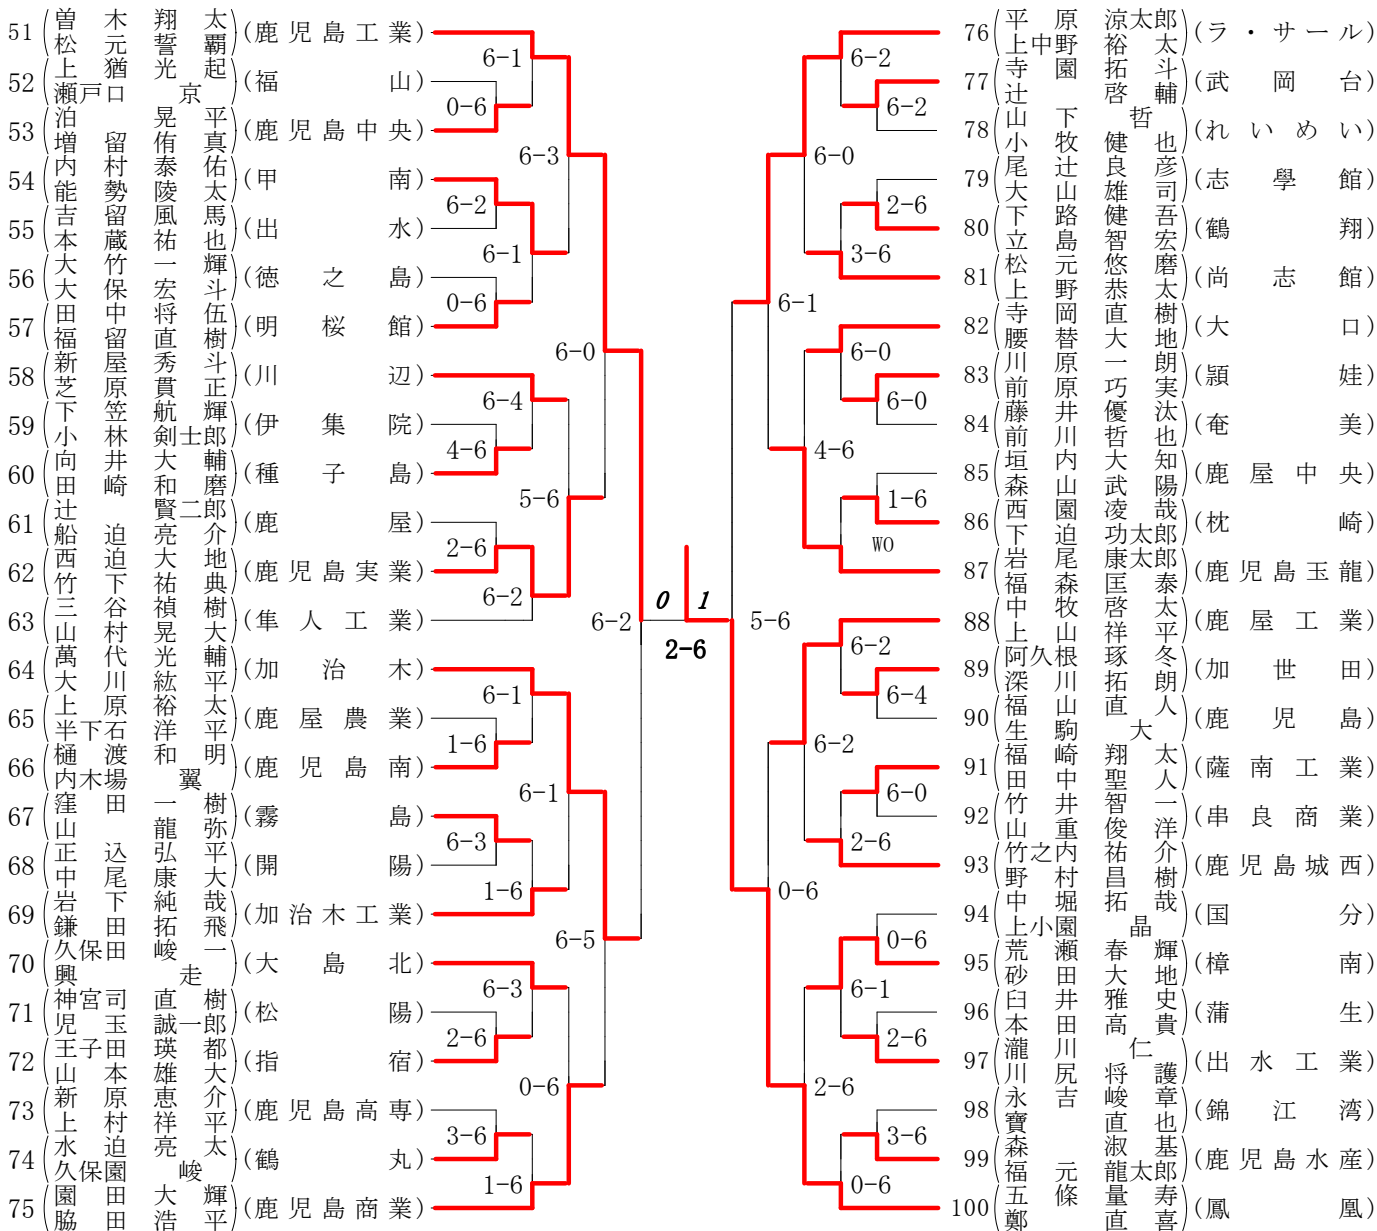 51 (曽木翔太 松元誓覇) (鹿児島工業)
52 (上猶光起 瀬戸口京) (福山)
53 (泊晃平 増留侑真) (鹿児島中央)
54 (内村泰佑 能勢陵太) (甲南)
55 (吉留風馬 本蔵祐也) (出水)
56 (大竹一輝 大保宏斗) (徳之島)
57 (田中将伍 福留直樹) (明桜館)
58 (新屋秀斗 芝原貫正) (川辺)
59 (下笠航輝 小林剣士郎) (伊集院)
60 (向井大輔 田崎和磨) (種子島)
61 (辻賢二郎 船迫亮介) (鹿屋)
62 (西迫大地 竹下祐典) (鹿児島実業)
63 (三谷禎樹 山村晃大) (隼人工業)
64 (萬代光輔 大川紘平) (加治木)
65 (上原裕太 半下石洋平) (鹿屋農業)
66 (樋渡和明 内木場翼) (鹿児島南)
67 (窪田一樹 山龍弥) (霧島)
68 (正込弘平 中尾康大) (開陽)
69 (岩下純哉 鎌田拓飛) (加治木工業)
70 (久保田峻一 興走) (大島北)
71 (神宮司直樹 児玉誠一郎) (松陽)
72 (王子田瑛都 山本雄大) (指宿)
73 (新原恵介 上村祥平) (鹿児島高専)
74 (水迫亮太 久保園峻) (鶴丸)
75 (園田大輝 脇田浩平) (鹿児島商業)
6-1
0-6
6-3
6-2
6-1
0-6
6-0
6-4
4-6
5-6
2-6
6-2
6-2
6-1
1-6
6-1
6-3
1-6
6-5
6-3
2-6
0-6
3-6
1-6
0 1
2-6
6-2
6-2
6-0
2-6
3-6
6-1
6-0
6-0
4-6
1-6
WO
5-6
6-2
6-4
6-2
6-0
2-6
0-6
0-6
6-1
2-6
2-6
3-6
0-6
76 (平原涼太郎 上中野裕太) (ラ・サール)
77 (寺園拓斗 辻啓輔) (武岡台)
78 (山下哲 小牧健也) (れいめい)
79 (尾辻良彦 大山雄司) (志學館)
80 (下路健吾 立島智宏) (鶴翔)
81 (松元悠磨 上野恭太) (尚志館)
82 (寺岡直樹 腰替大地) (大口)
83 (川原一朗 前原巧実) (頴娃)
84 (藤井優汰 前川哲也) (奄美)
85 (垣内大知 森山武陽) (鹿屋中央)
86 (西園凌哉 下迫功太郎) (枕崎)
87 (岩尾康太郎 福森匡泰) (鹿児島玉龍)
88 (中牧啓太 上山祥平) (鹿屋工業)
89 (阿久根琢冬 深川拓朗) (加世田)
90 (福山直人 生駒大) (鹿児島)
91 (福崎翔太 田中聖人) (薩南工業)
92 (竹井智一 山重俊洋) (串良商業)
93 (竹之内祐介 野村昌樹) (鹿児島城西)
94 (中堀拓哉 上小園晶) (国分)
95 (荒瀬春輝 砂田大地) (樟南)
96 (臼井雅史 本田高貴) (蒲生)
97 (瀧川仁 川尻将護) (出水工業)
98 (永吉峻章 寶直也) (錦江湾)
99 (森淑基 福元龍太郎) (鹿児島水産)
100 (五條量寿 鄭直喜) (鳳凰)